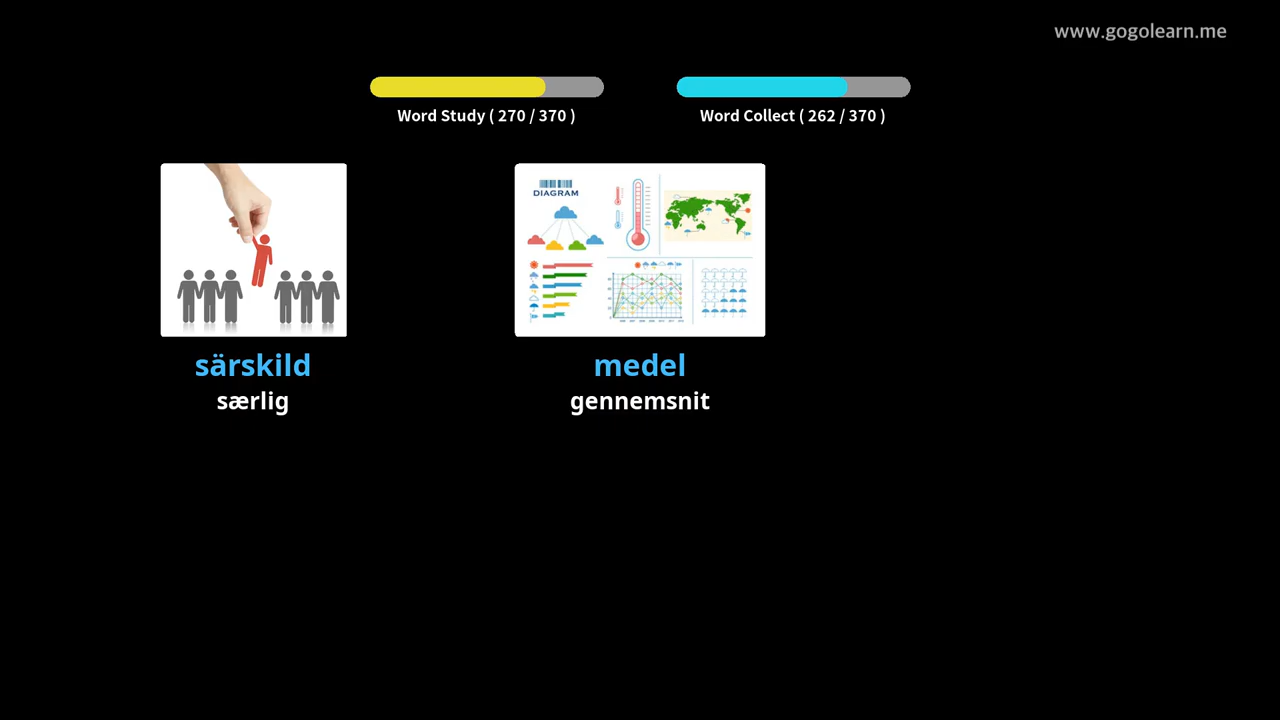 www.gogolearn.me
Word Study ( 270 / 370 )
Word Collect ( 262 / 370 )
DIAGRAM
särskild
særlig
medel
gennemsnit